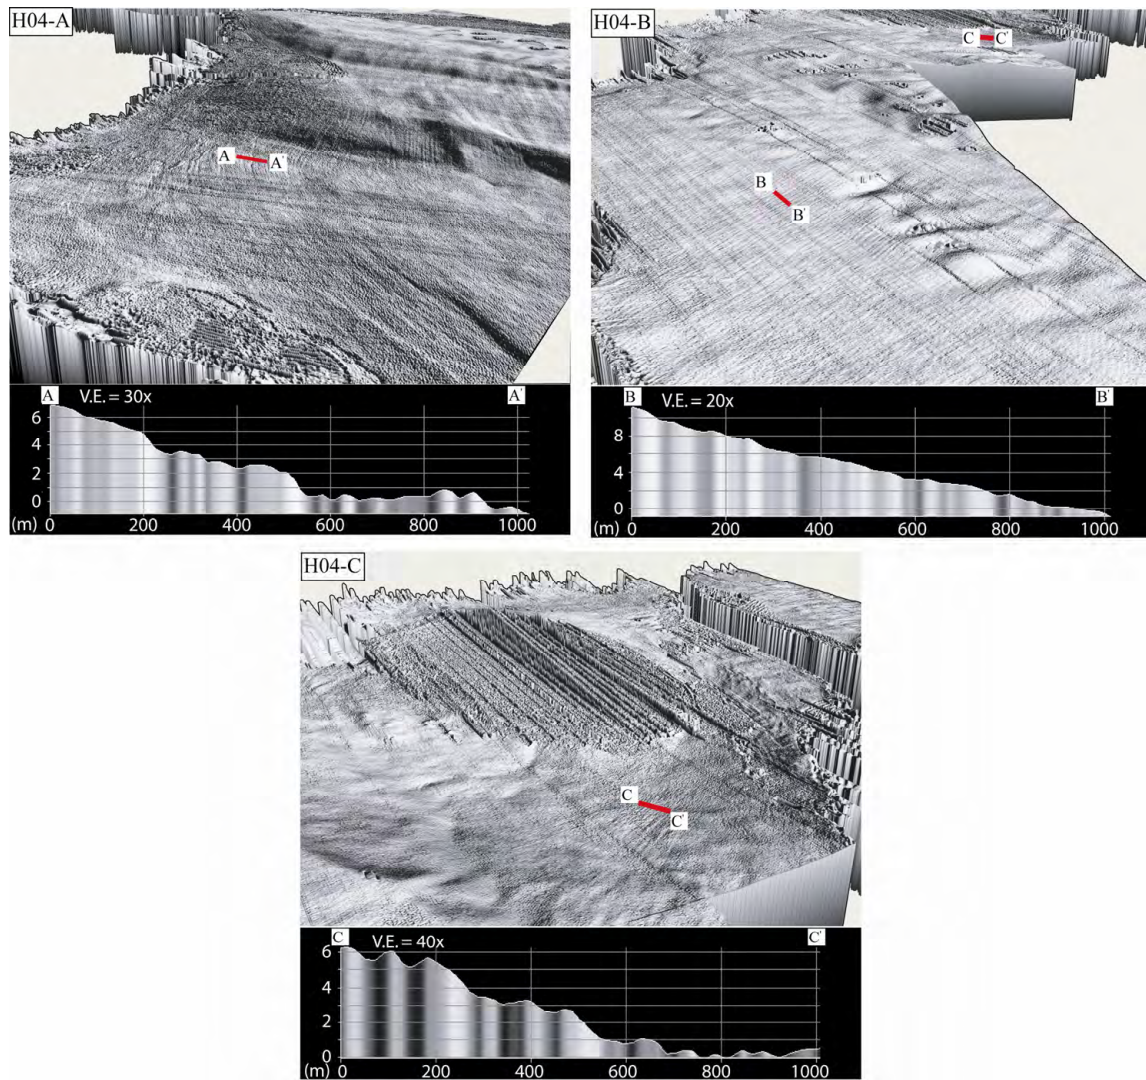 H04-A
A A'
A V.E. = 30x A'
6
4
2
0
(m) 0 200 400 600 800 1000
H04-B
C C'
B
B'
B V.E. = 20x B'
8
4
0
(m) 0 200 400 600 800 1000
H04-C
C
C'
C V.E. = 40x C'
6
4
2
0
(m) 0 200 400 600 800 1000